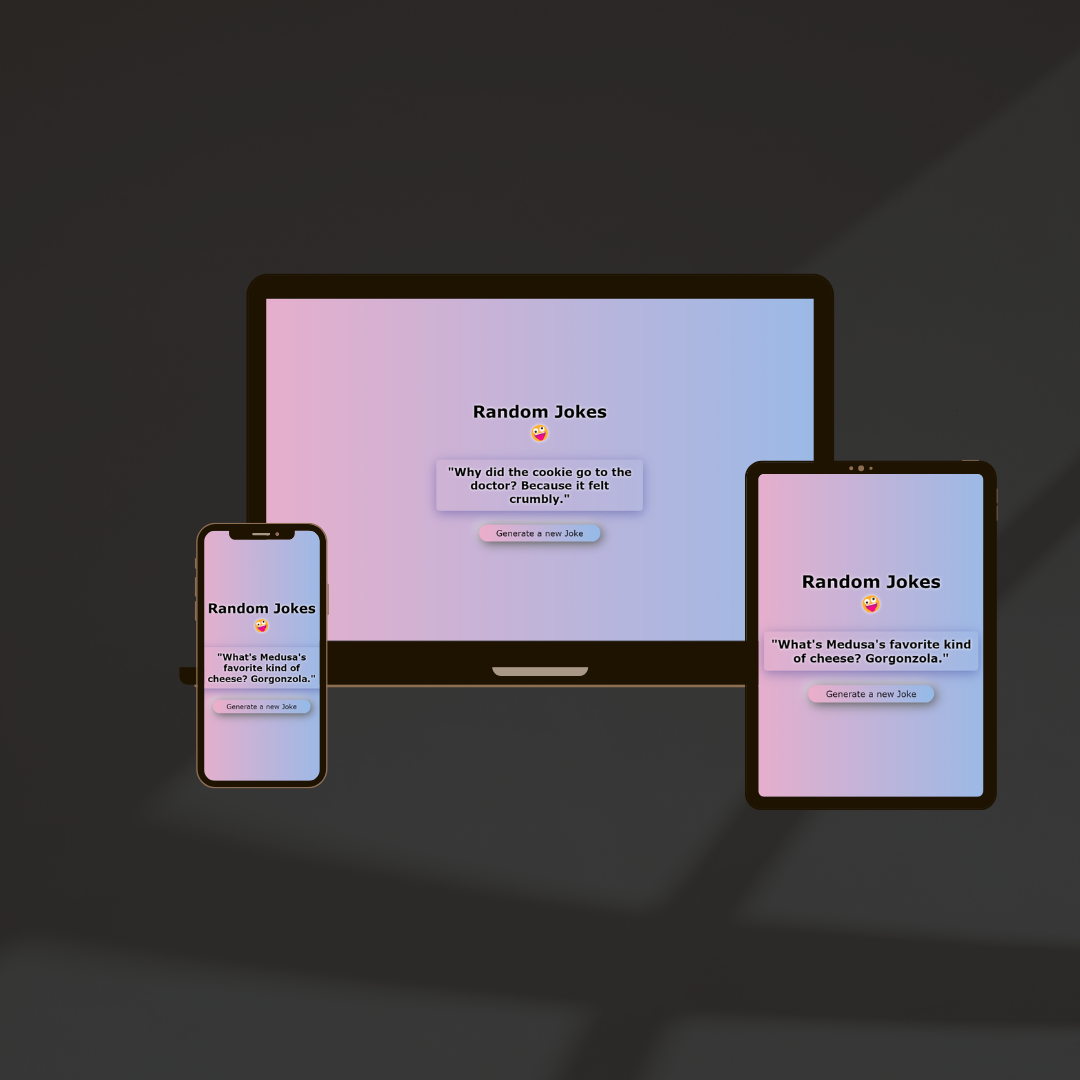 Random Jokes
"Why did the cookie go to the
doctor? Because it felt
crumbly."
Generate a new Joke
Random Jokes
"What's Medusa's
favorite kind of
cheese? Gorgonzola."
Generate a new Joke
Random Jokes
"What's Medusa's favorite kind
of cheese? Gorgonzola."
Generate a new Joke